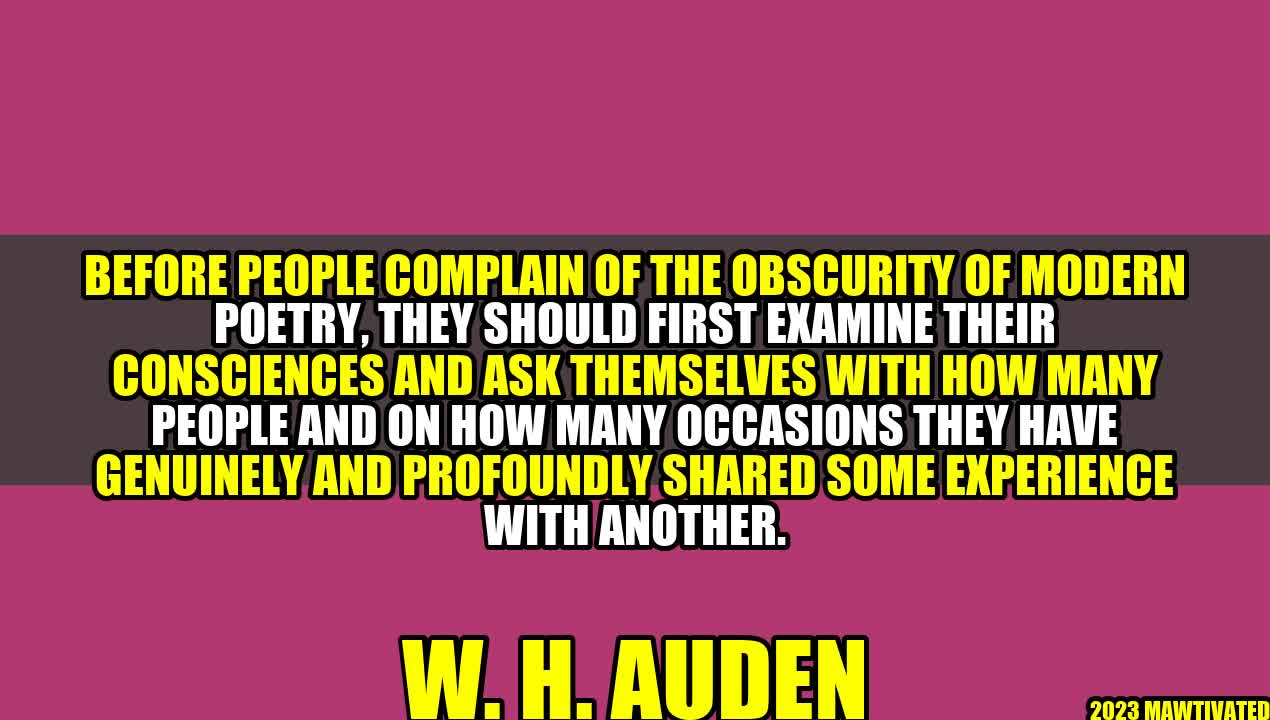 BEFORE PEOPLE COMPLAIN OF THE OBSCURITY OF MODERN
POETRY, THEY SHOULD FIRST EXAMINE THEIR
CONSCIENCES AND ASK THEMSELVES WITH HOW MANY
PEOPLE AND ON HOW MANY OCCASIONS THEY HAVE
GENUINELY AND PROFOUNDLY SHARED SOME EXPERIENCE
WITH ANOTHER.
W. H. AUDEN
2023 MAWTIVATED